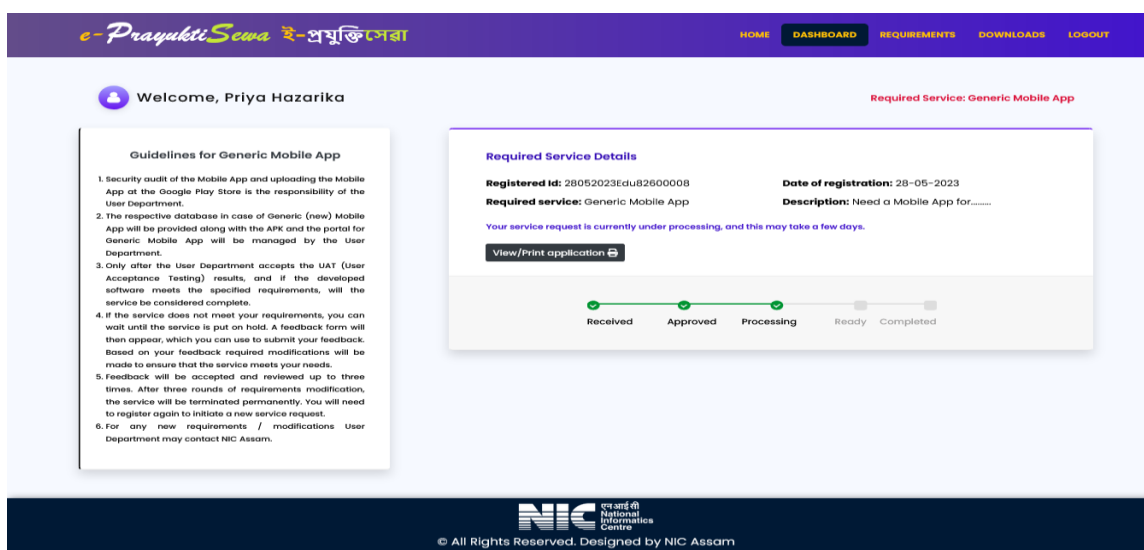 e-PrayuktiSewa ই-প্রযুক্তিসেৱা
HOME DASHBOARD REQUIREMENTS DOWNLOADS LOGOUT
Welcome, Priya Hazarika
Required Service: Generic Mobile App
Guidelines for Generic Mobile App
1. Security audit of the Mobile App and uploading the Mobile
App at the Google Play Store is the responsibility of the
User Department.
2. The respective database in case of Generic (new) Mobile
App will be provided along with the APK and the portal for
Generic Mobile App will be managed by the User
Department.
3. Only after the User Department accepts the UAT (User
Acceptance Testing) results, and if the developed
software meets the specified requirements, will the
service be considered complete.
4. If the service does not meet your requirements, you can
wait until the service is put on hold. A feedback form will
then appear, which you can use to submit your feedback.
Based on your feedback required modifications will be
made to ensure that the service meets your needs.
5. Feedback will be accepted and reviewed up to three
times. After three rounds of requirements modification,
the service will be terminated permanently. You will need
to register again to initiate a new service request.
6. For any new requirements / modifications User
Department may contact NIC Assam.
Required Service Details
Registered Id: 28052023Edu82600008 Date of registration: 28-05-2023
Required service: Generic Mobile App Description: Need a Mobile App for.........
Your service request is currently under processing, and this may take a few days.
View/Print application
Received Approved Processing Ready Completed
NIC
एन आई सी
National
Informatics
Centre
© All Rights Reserved. Designed by NIC Assam